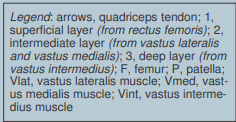 Legend: arrows, quadriceps tendon; 1,
superficial layer (from rectus femoris); 2,
intermediate layer (from vastus lateralis
and vastus medialis); 3, deep layer (from
vastus intermedius); F, femur; P, patella;
Vlat, vastus lateralis muscle; Vmed, vast-
us medialis muscle; Vint, vastus interme-
dius muscle